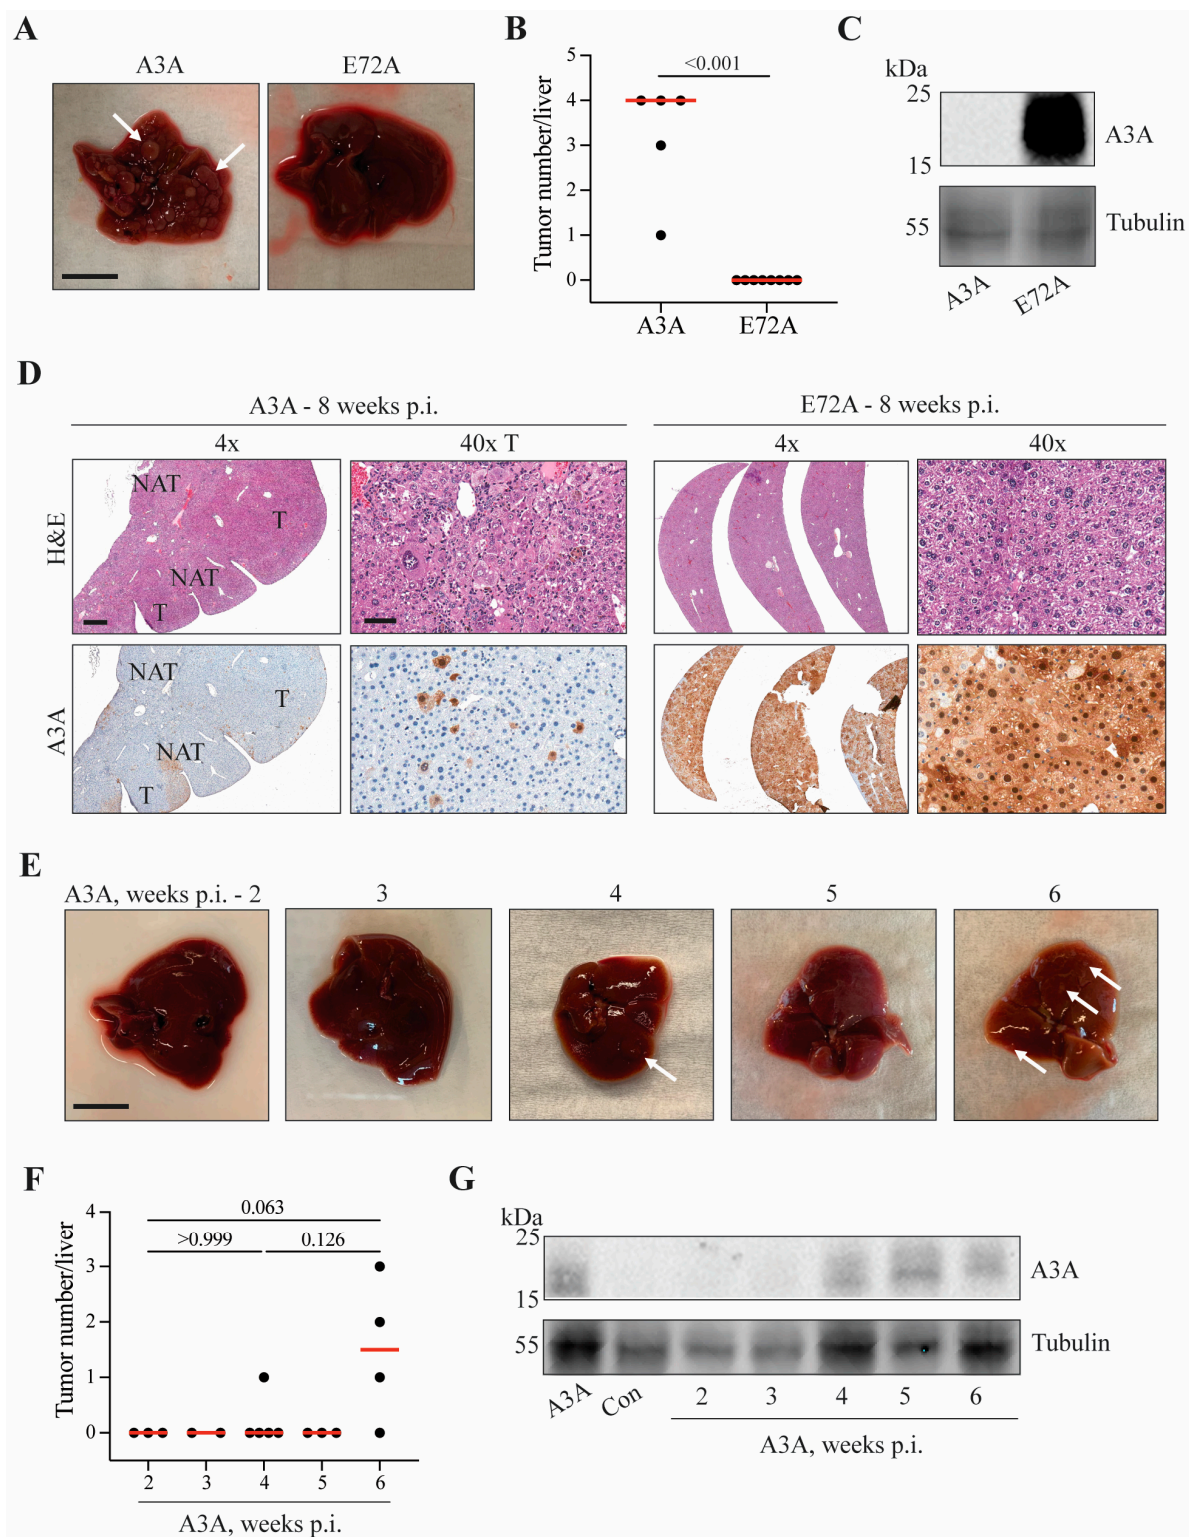 A
A3A
E72A
B
Tumor number/liver
5
4
3
2
1
0
<0.001
A3A
E72A
C
kDa
25
15
A3A
55
Tubulin
A3A
E72A
D
A3A - 8 weeks p.i.
E72A - 8 weeks p.i.
4x
40x T
4x
40x
H&E
NAT
T
NAT
T
A3A
NAT
T
NAT
T
E
A3A, weeks p.i. - 2
3
4
5
6
F
Tumor number/liver
4
3
2
1
0
0.063
>0.999
0.126
2
3
4
5
6
A3A, weeks p.i.
G
kDa
25
15
A3A
55
Tubulin
A3A
Con
2
3
4
5
6
A3A, weeks p.i.